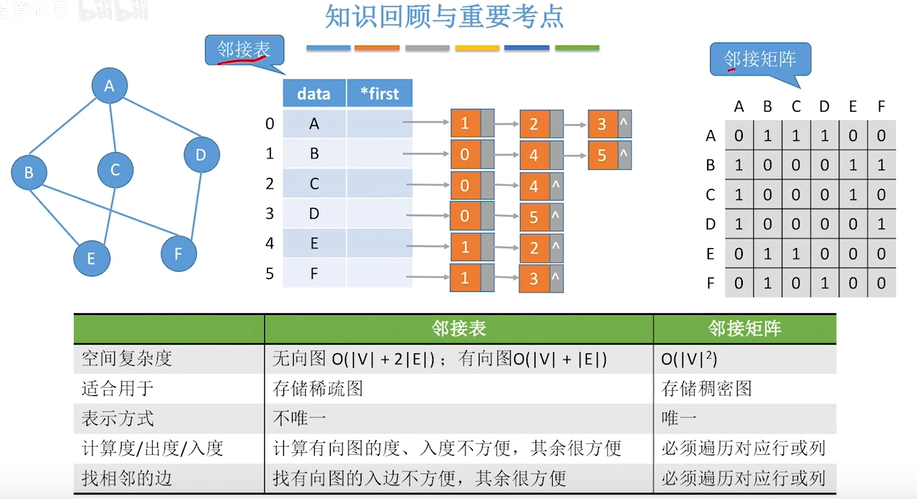 bilibili
知识回顾与重要考点
邻接表
邻接矩阵
A
B
C
D
E
F
data *first
0 A 1 2 3 ^
1 B 0 4 5 ^
2 C 0 4 ^
3 D 0 5 ^
4 E 1 2 ^
5 F 1 3 ^
A B C D E F
A 0 1 1 1 0 0
B 1 0 0 0 1 1
C 1 0 0 0 1 0
D 1 0 0 0 0 1
E 0 1 1 0 0 0
F 0 1 0 1 0 0
邻接表 邻接矩阵
空间复杂度 无向图 O(|V| + 2|E|)；有向图O(|V| + |E|) O(|V|²)
适合用于 存储稀疏图 存储稠密图
表示方式 不唯一 唯一
计算度/出度/入度 计算有向图的度、入度不方便，其余很方便 必须遍历对应行或列
找相邻的边 找有向图的入边不方便，其余很方便 必须遍历对应行或列